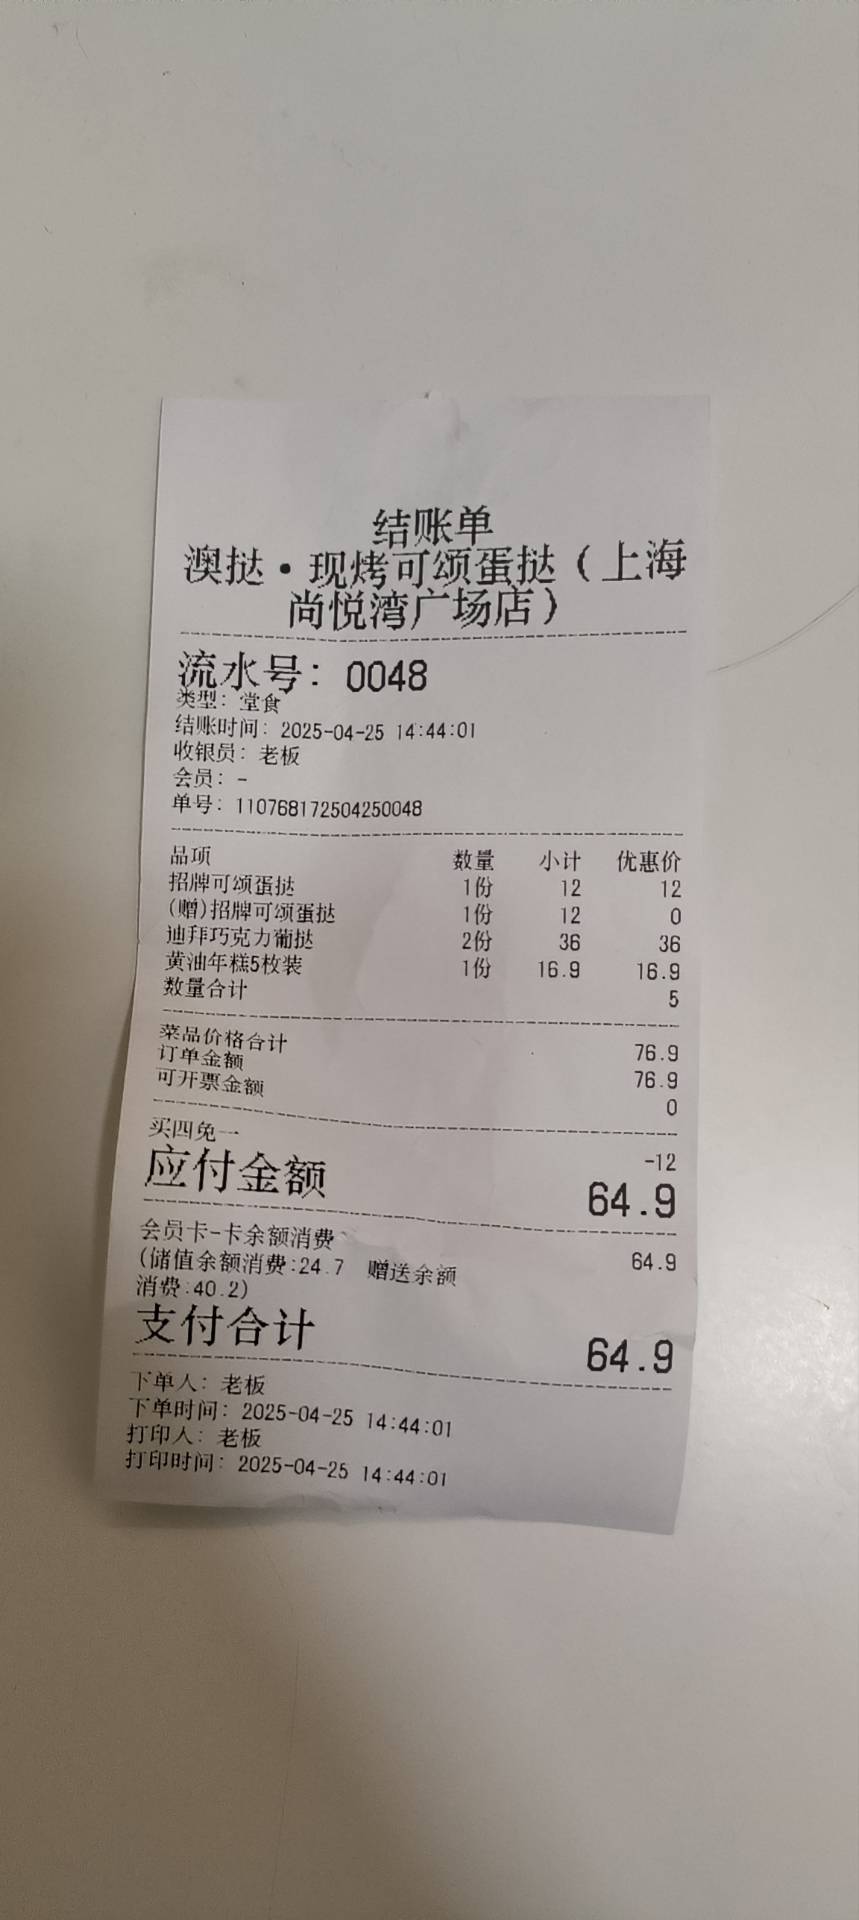 结账单
澳挞·现烤可颂蛋挞（上海
尚悦湾广场店）
流水号：0048
类型：堂食
结账时间：2025-04-25 14:44:01
收银员：老板
会员：-
单号：110768172504250048
品项 数量 小计 优惠价
招牌可颂蛋挞 1份 12 12
(赠)招牌可颂蛋挞 1份 12 0
迪拜巧克力葡挞 2份 36 36
黄油年糕5枚装 1份 16.9 16.9
数量合计 5
菜品价格合计 76.9
订单金额 76.9
可开票金额 0
买四免一 -12
应付金额 64.9
会员卡-卡余额消费 64.9
(储值余额消费:24.7 赠送余额
消费:40.2)
支付合计 64.9
下单人：老板
下单时间：2025-04-25 14:44:01
打印人：老板
打印时间：2025-04-25 14:44:01